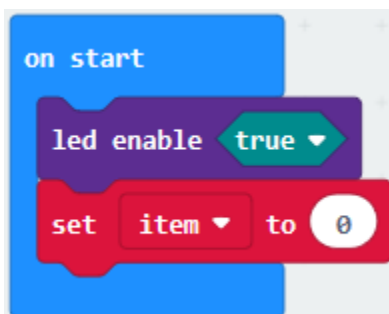 on start
led enable true
set item to 0